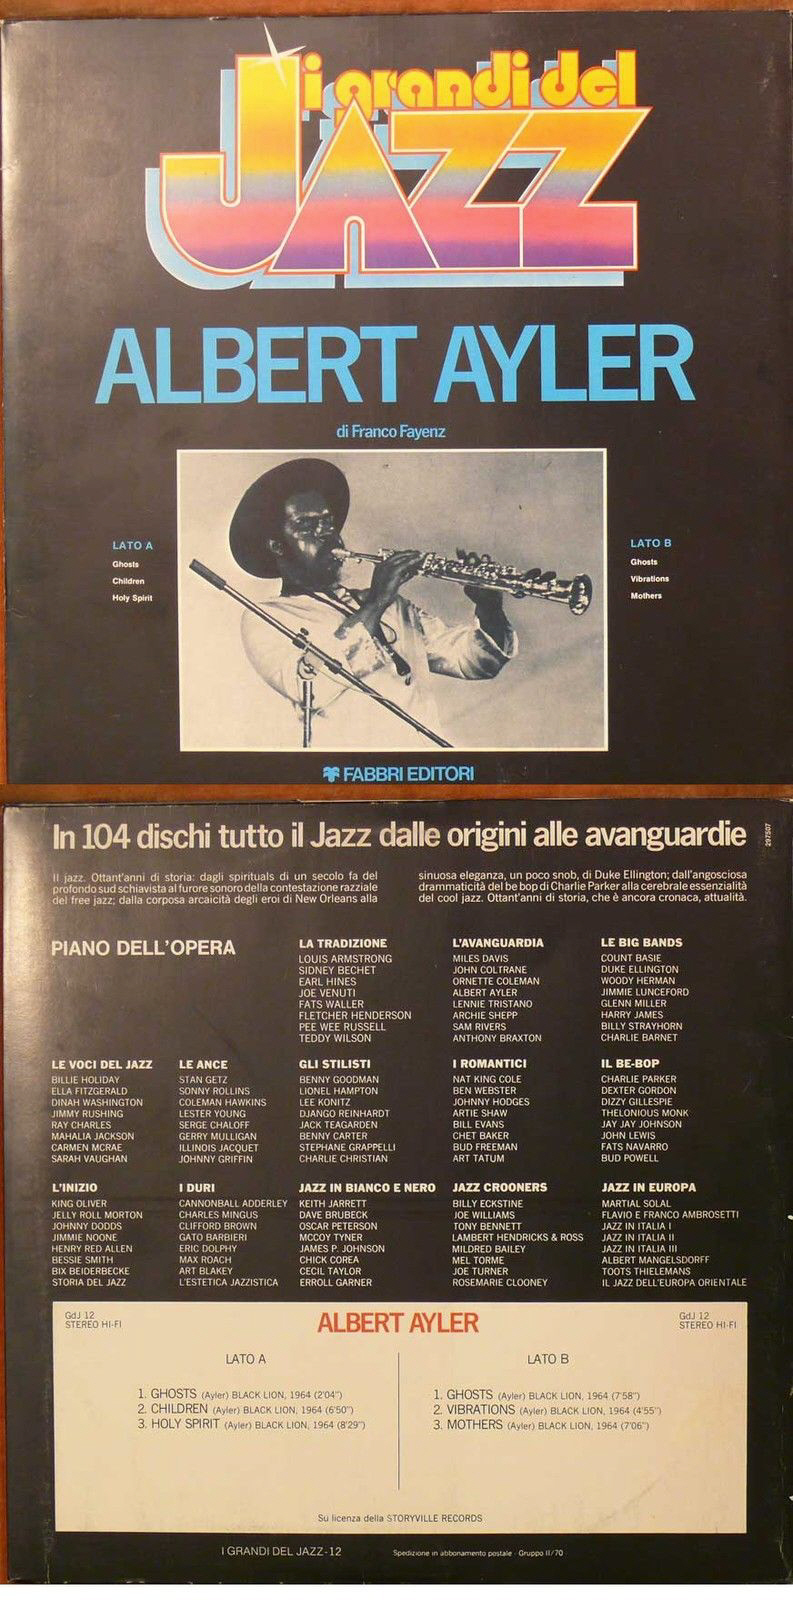 i grandi del
JAZZ
ALBERT AYLER
di Franco Fayenz
LATO A
Ghosts
Children
Holy Spirit
LATO B
Ghosts
Vibrations
Mothers
FABBRI EDITORI
In 104 dischi tutto il Jazz dalle origini alle avanguardie
297507
Il jazz. Ottant'anni di storia: dagli spirituals di un secolo fa del
profondo sud schiavista al furore sonoro della contestazione razziale
del free jazz; dalla corposa arcaicità degli eroi di New Orleans alla
sinuosa eleganza, un poco snob, di Duke Ellington; dall'angosciosa
drammaticità del be bop di Charlie Parker alla cerebrale essenzialità
del cool jazz. Ottant'anni di storia, che è ancora cronaca, attualità.
PIANO DELL'OPERA
LA TRADIZIONE
LOUIS ARMSTRONG
SIDNEY BECHET
EARL HINES
JOE VENUTI
FATS WALLER
FLETCHER HENDERSON
PEE WEE RUSSELL
TEDDY WILSON
L'AVANGUARDIA
MILES DAVIS
JOHN COLTRANE
ORNETTE COLEMAN
ALBERT AYLER
LENNIE TRISTANO
ARCHIE SHEPP
SAM RIVERS
ANTHONY BRAXTON
LE BIG BANDS
COUNT BASIE
DUKE ELLINGTON
WOODY HERMAN
JIMMIE LUNCEFORD
GLENN MILLER
HARRY JAMES
BILLY STRAYHORN
CHARLIE BARNET
LE VOCI DEL JAZZ
BILLIE HOLIDAY
ELLA FITZGERALD
DINAH WASHINGTON
JIMMY RUSHING
RAY CHARLES
MAHALIA JACKSON
CARMEN MCRAE
SARAH VAUGHAN
LE ANCE
STAN GETZ
SONNY ROLLINS
COLEMAN HAWKINS
LESTER YOUNG
SERGE CHALOFF
GERRY MULLIGAN
ILLINOIS JACQUET
JOHNNY GRIFFIN
GLI STILISTI
BENNY GOODMAN
LIONEL HAMPTON
LEE KONITZ
DJANGO REINHARDT
JACK TEAGARDEN
BENNY CARTER
STEPHANE GRAPPELLI
CHARLIE CHRISTIAN
I ROMANTICI
NAT KING COLE
BEN WEBSTER
JOHNNY HODGES
ARTIE SHAW
BILL EVANS
CHET BAKER
BUD FREEMAN
ART TATUM
IL BE-BOP
CHARLIE PARKER
DEXTER GORDON
DIZZY GILLESPIE
THELONIOUS MONK
JAY JAY JOHNSON
JOHN LEWIS
FATS NAVARRO
BUD POWELL
L'INIZIO
KING OLIVER
JELLY ROLL MORTON
JOHNNY DODDS
JIMMIE NOONE
HENRY RED ALLEN
BESSIE SMITH
BIX BEIDERBECKE
STORIA DEL JAZZ
I DURI
CANNONBALL ADDERLEY
CHARLES MINGUS
CLIFFORD BROWN
GATO BARBIERI
ERIC DOLPHY
MAX ROACH
ART BLAKEY
L'ESTETICA JAZZISTICA
JAZZ IN BIANCO E NERO
KEITH JARRETT
DAVE BRUBECK
OSCAR PETERSON
MCCOY TYNER
JAMES P. JOHNSON
CHICK COREA
CECIL TAYLOR
ERROLL GARNER
JAZZ CROONERS
BILLY ECKSTINE
JOE WILLIAMS
TONY BENNETT
LAMBERT HENDRICKS & ROSS
MILDRED BAILEY
MEL TORME
JOE TURNER
ROSEMARIE CLOONEY
JAZZ IN EUROPA
MARTIAL SOLAL
FLAVIO E FRANCO AMBROSETTI
JAZZ IN ITALIA I
JAZZ IN ITALIA II
JAZZ IN ITALIA III
ALBERT MANGELSDORFF
TOOTS THIELEMANS
IL JAZZ DELL'EUROPA ORIENTALE
GdJ 12
STEREO HI-FI
ALBERT AYLER
GdJ 12
STEREO HI-FI
LATO A
1. GHOSTS (Ayler) BLACK LION, 1964 (2'04")
2. CHILDREN (Ayler) BLACK LION, 1964 (6'50")
3. HOLY SPIRIT (Ayler) BLACK LION, 1964 (8'29")
LATO B
1. GHOSTS (Ayler) BLACK LION, 1964 (7'58")
2. VIBRATIONS (Ayler) BLACK LION, 1964 (4'55")
3. MOTHERS (Ayler) BLACK LION, 1964 (7'06")
Su licenza della STORYVILLE RECORDS
I GRANDI DEL JAZZ-12
Spedizione in abbonamento postale - Gruppo II/70